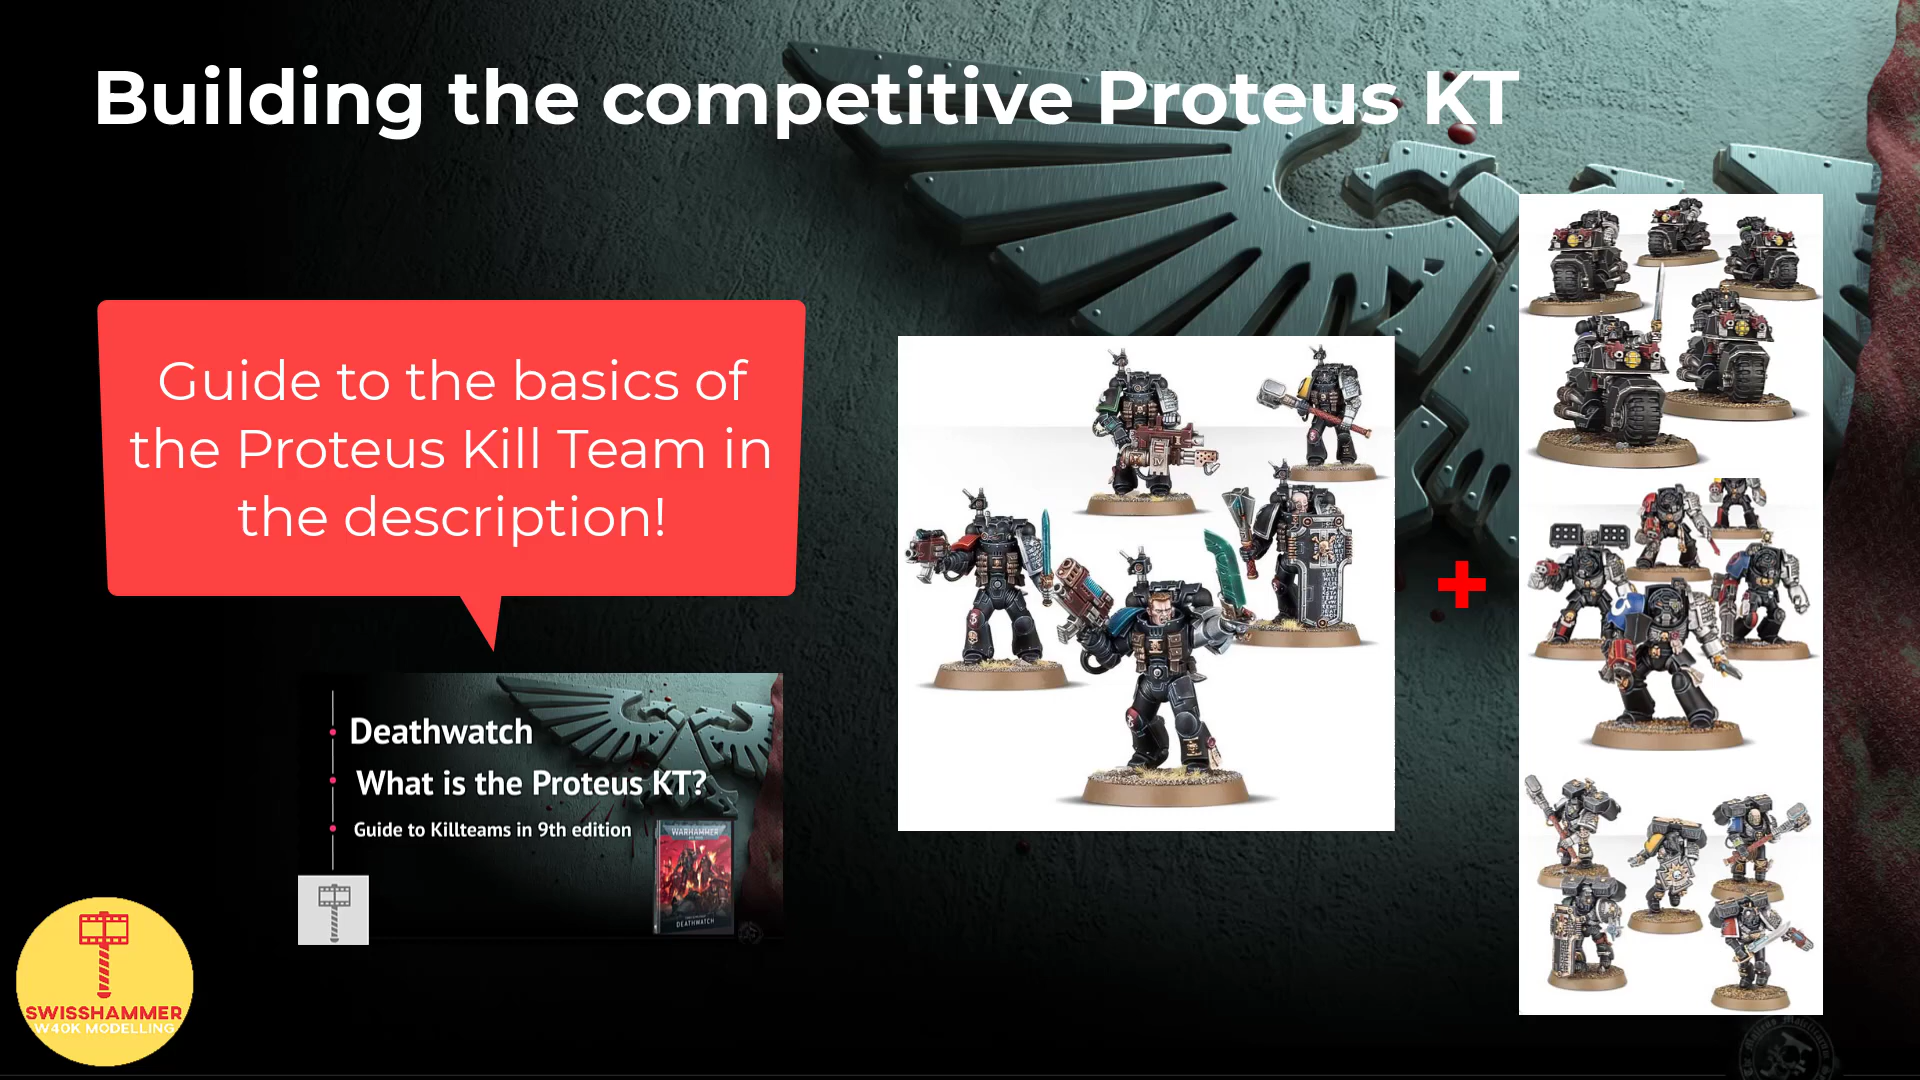 Building the competitive Proteus KT
Guide to the basics of
the Proteus Kill Team in
the description!
Deathwatch
What is the Proteus KT?
Guide to Killteams in 9th edition
WARHAMMER
DEATHWATCH
SWISSHAMMER
W40K MODELLING